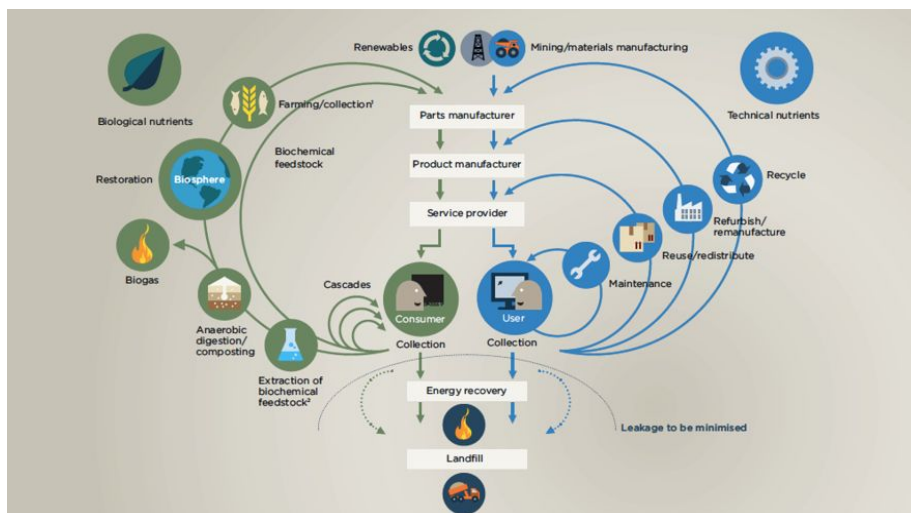 Renewables
Mining/materials manufacturing
Biological nutrients
Farming/collection¹
Parts manufacturer
Technical nutrients
Biochemical
feedstock
Product manufacturer
Restoration
Biosphere
Recycle
Service provider
Refurbish/
remanufacture
Reuse/redistribute
Biogas
Cascades
Maintenance
Consumer
User
Anaerobic
digestion/
composting
Collection
Collection
Extraction of
biochemical
feedstock²
Energy recovery
Leakage to be minimised
Landfill